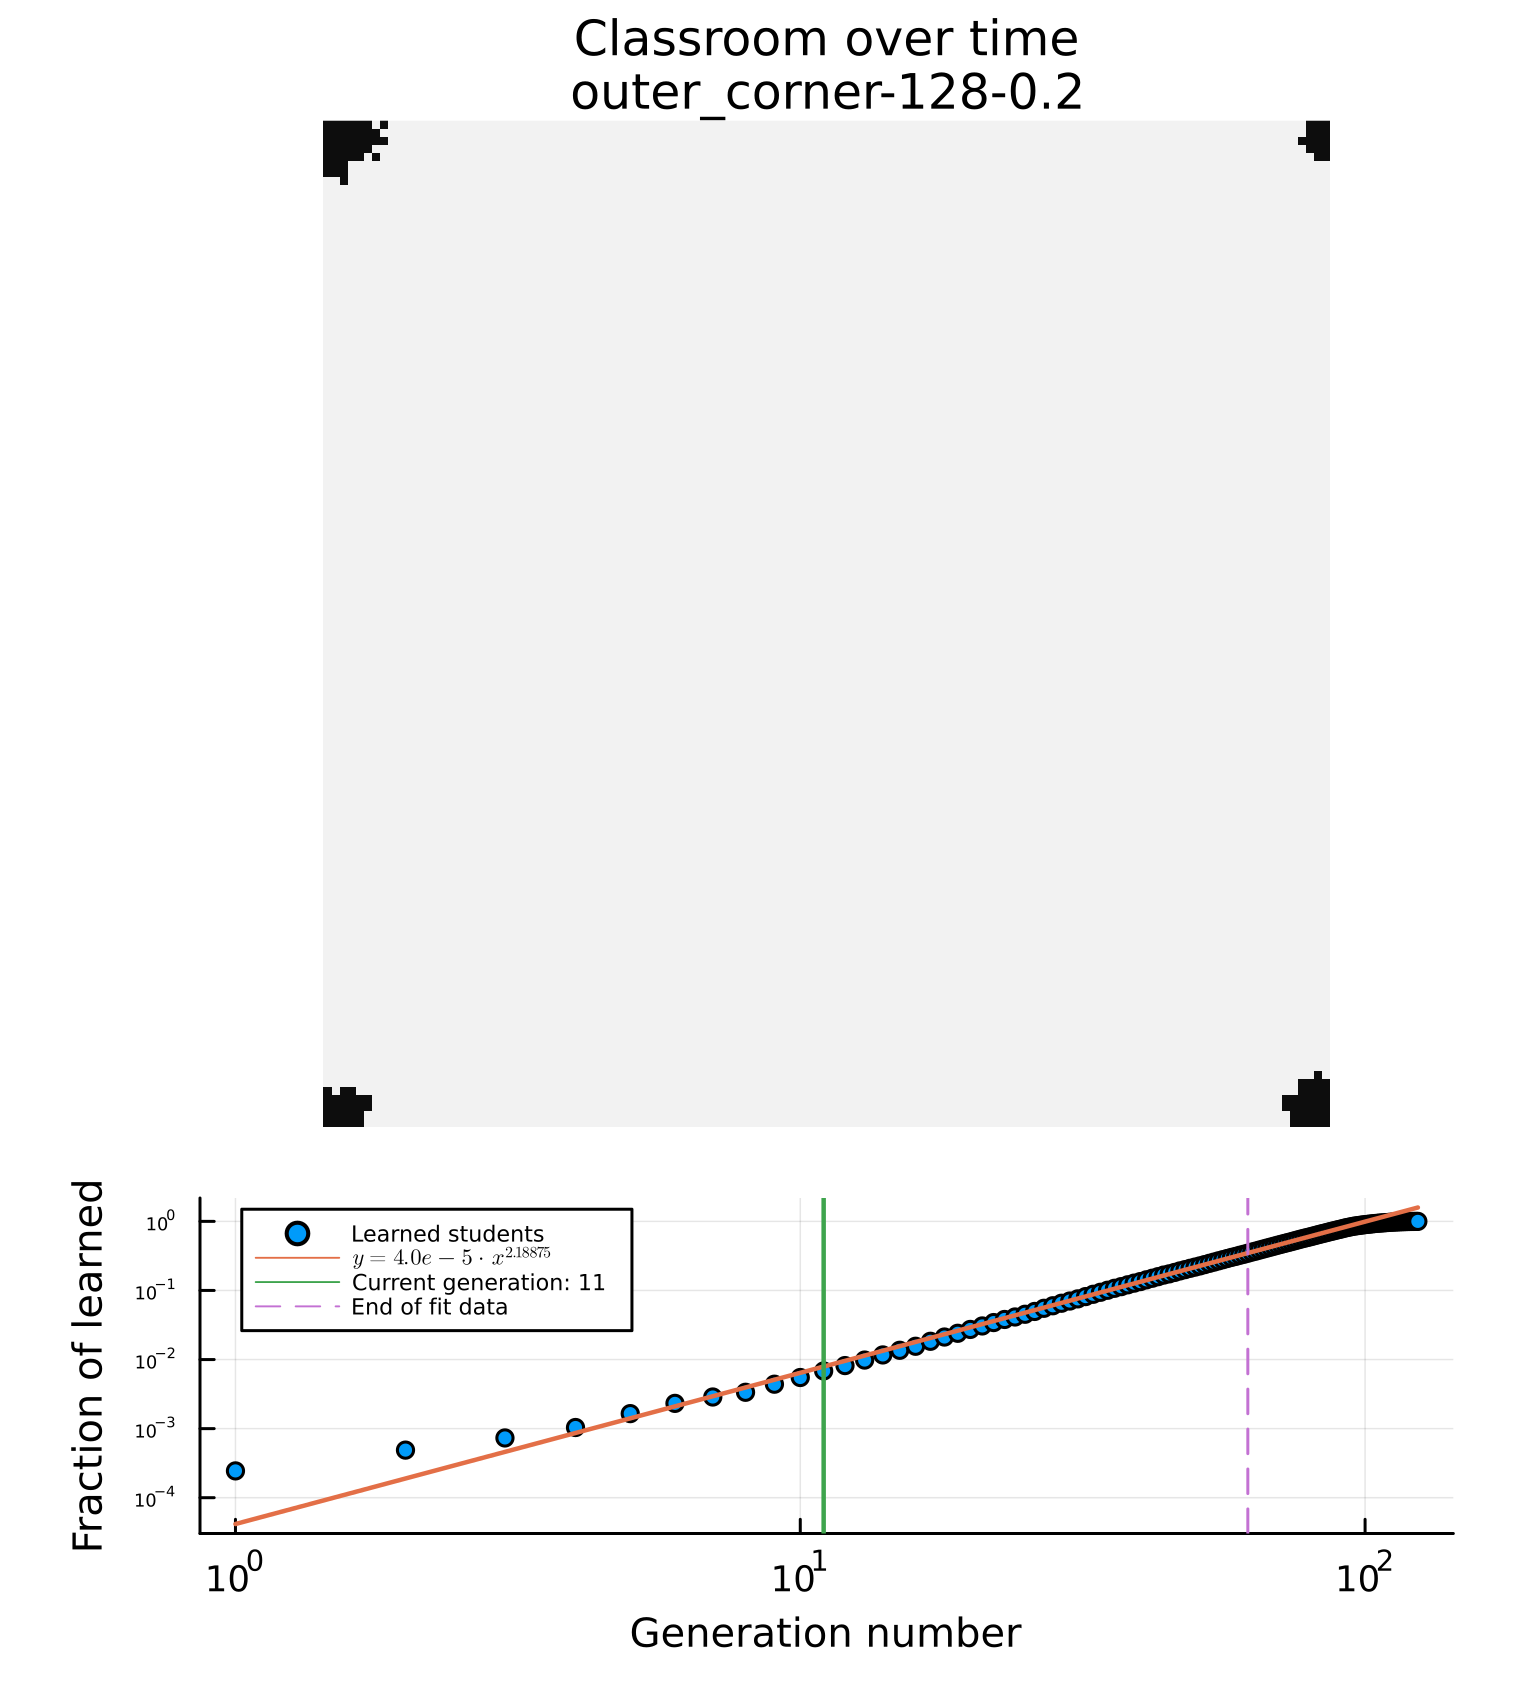 Classroom over time
outer_corner-128-0.2
Fraction of learned
10^0
10^−1
10^−2
10^−3
10^−4
Learned students
y = 4.0e − 5 · x^2.18875
Current generation: 11
End of fit data
10^0 10^1 10^2
Generation number